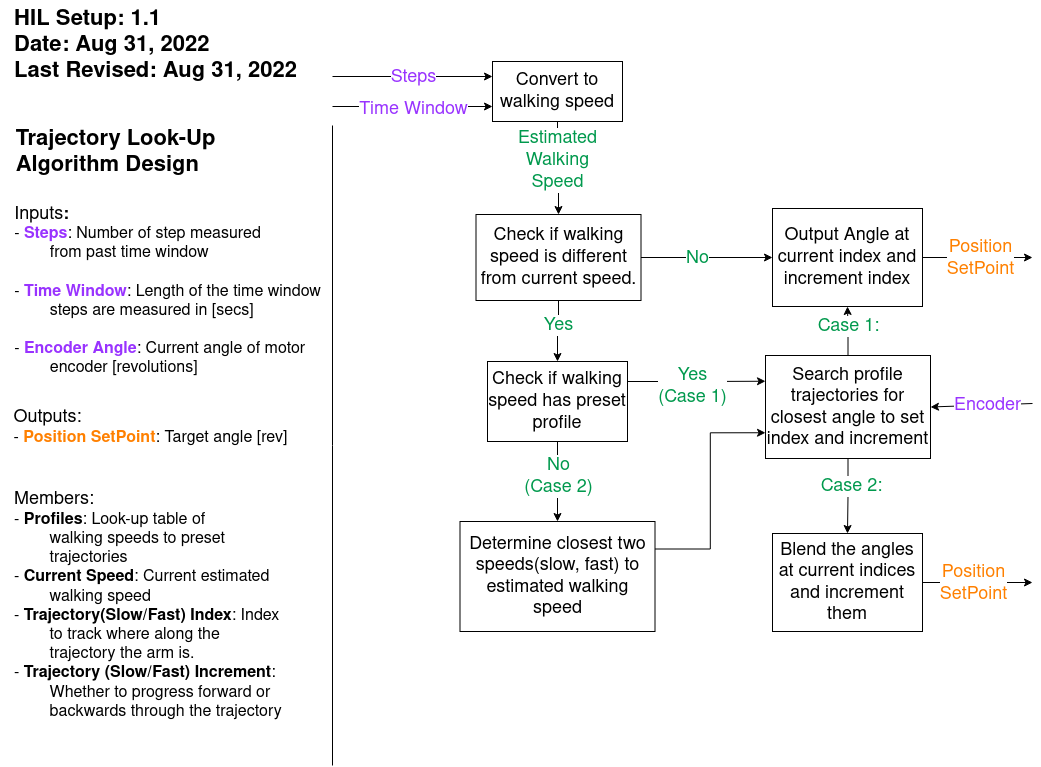 HIL Setup: 1.1
Date: Aug 31, 2022
Last Revised: Aug 31, 2022
Trajectory Look-Up
Algorithm Design
Inputs:
- Steps: Number of step measured
from past time window
- Time Window: Length of the time window
steps are measured in [secs]
- Encoder Angle: Current angle of motor
encoder [revolutions]
Outputs:
- Position SetPoint: Target angle [rev]
Members:
- Profiles: Look-up table of
walking speeds to preset
trajectories
- Current Speed: Current estimated
walking speed
- Trajectory(Slow/Fast) Index: Index
to track where along the
trajectory the arm is.
- Trajectory (Slow/Fast) Increment:
Whether to progress forward or
backwards through the trajectory
Steps
Time Window
Convert to
walking speed
Estimated
Walking
Speed
Check if walking
speed is different
from current speed.
No
Output Angle at
current index and
increment index
Position
SetPoint
Yes
Case 1:
Check if walking
speed has preset
profile
Yes
(Case 1)
Search profile
trajectories for
closest angle to set
index and increment
Encoder
No
(Case 2)
Case 2:
Determine closest two
speeds(slow, fast) to
estimated walking
speed
Blend the angles
at current indices
and increment
them
Position
SetPoint